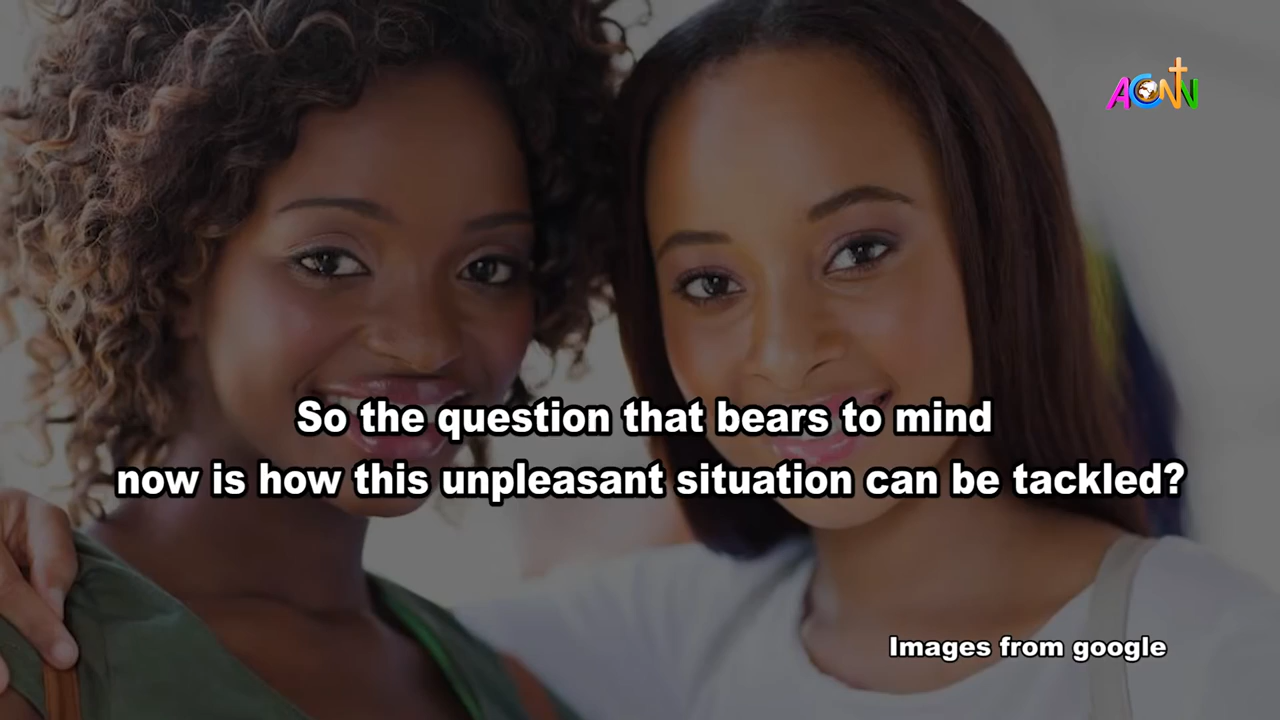 ACNN
So the question that bears to mind
now is how this unpleasant situation can be tackled?
Images from google